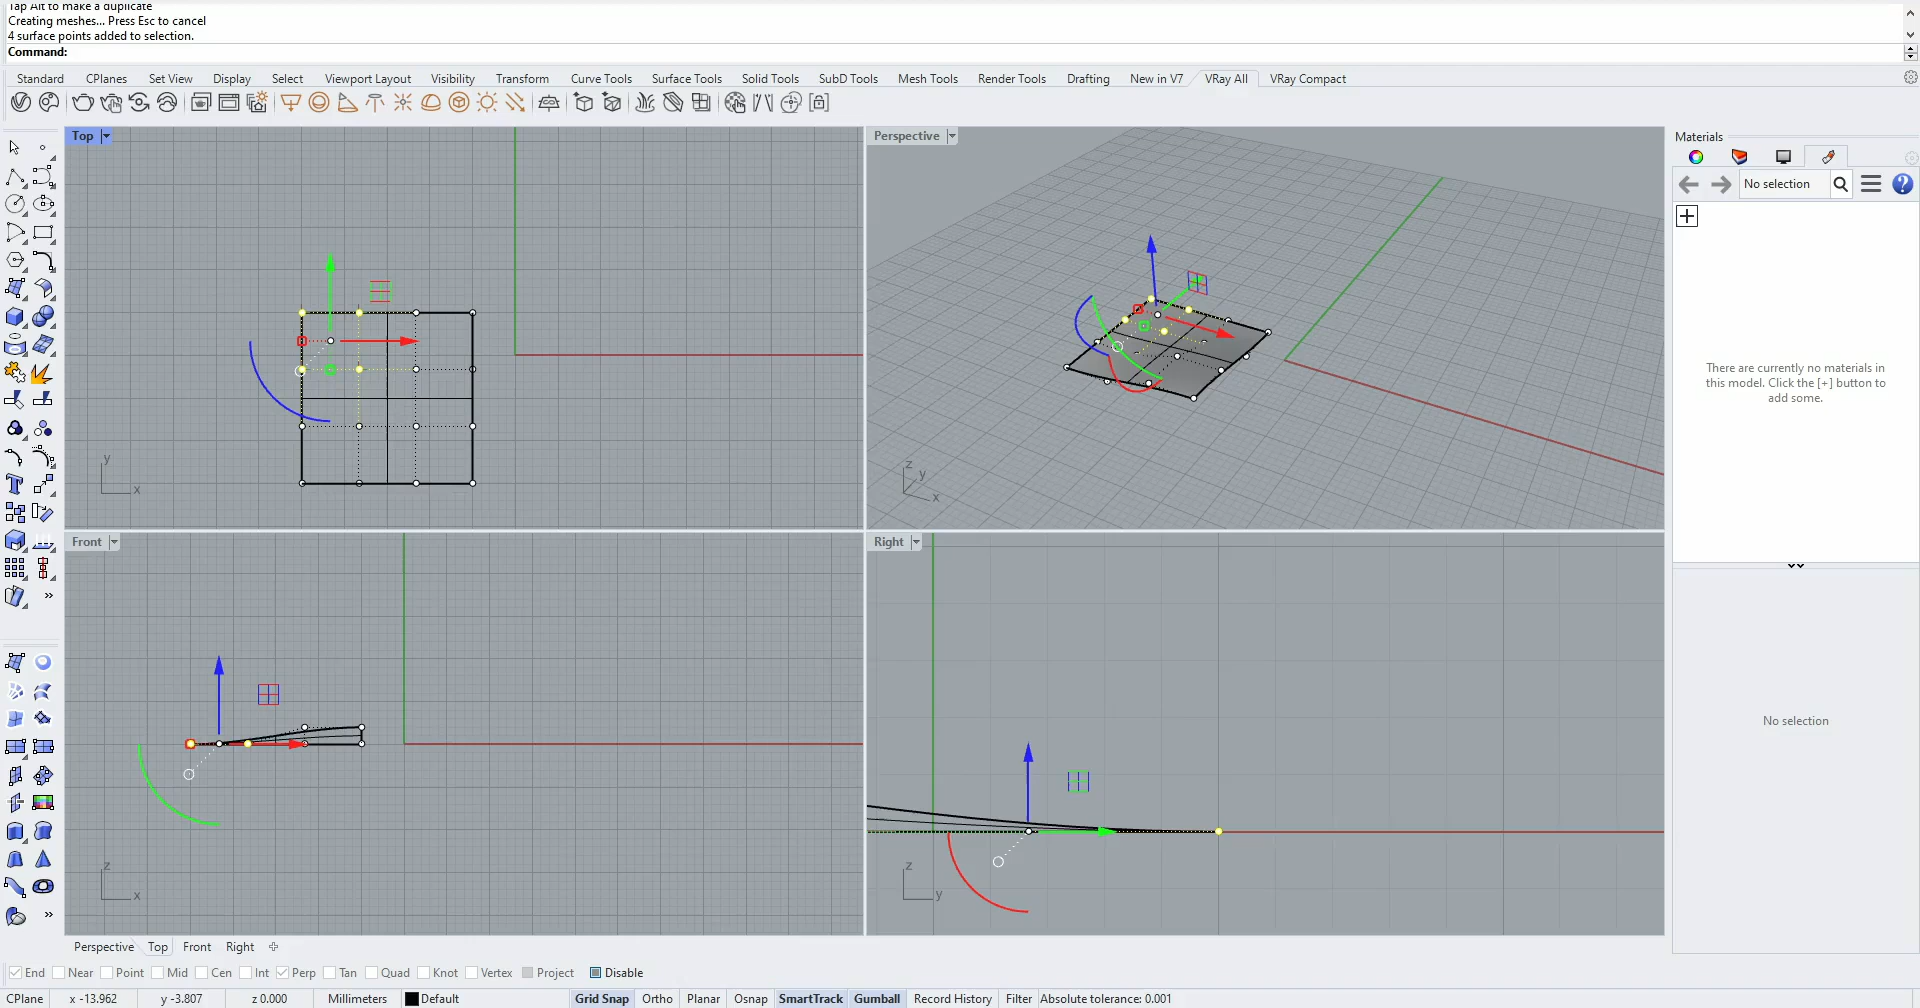 Tap Alt to make a duplicate
Creating meshes... Press Esc to cancel
4 surface points added to selection.
Command:
Standard CPlanes Set View Display Select Viewport Layout Visibility Transform Curve Tools Surface Tools Solid Tools SubD Tools Mesh Tools Render Tools Drafting New in V7 VRay All VRay Compact
Top
Perspective
Materials
No selection
There are currently no materials in
this model. Click the [+] button to
add some.
y
x
z
y
x
Front
Right
No selection
z
x
z
y
Perspective Top Front Right
End Near Point Mid Cen Int Perp Tan Quad Knot Vertex Project Disable
CPlane x -13.962 y -3.807 z 0.000 Millimeters Default Grid Snap Ortho Planar Osnap SmartTrack Gumball Record History Filter Absolute tolerance: 0.001